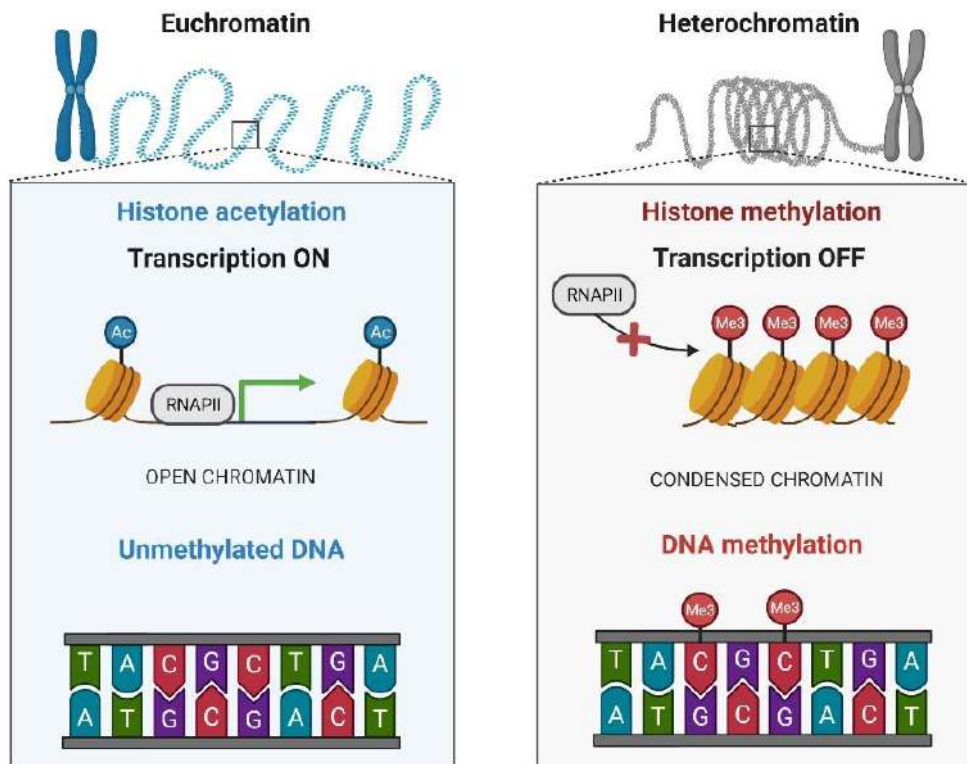 Euchromatin
Histone acetylation
Transcription ON
Ac
Ac
RNAPII
OPEN CHROMATIN
Unmethylated DNA
T A C G C T G A
A T G C G A C T
Heterochromatin
Histone methylation
Transcription OFF
RNAPII
Me3 Me3 Me3 Me3
CONDENSED CHROMATIN
DNA methylation
Me3 Me3
T A C G C T G A
A T G C G A C T